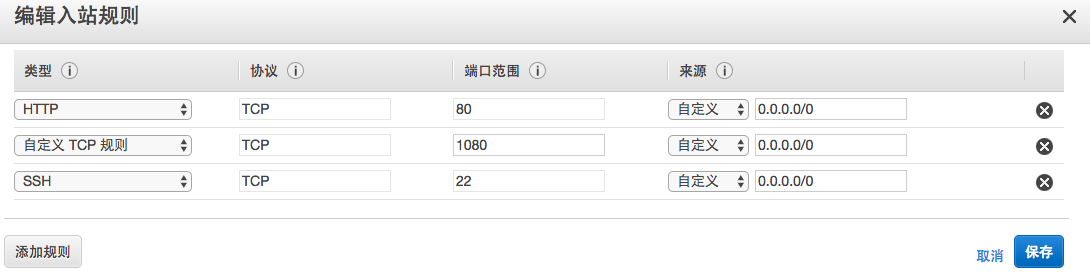 编辑入站规则
类型 协议 端口范围 来源
HTTP TCP 80 自定义 0.0.0.0/0
自定义 TCP 规则 TCP 1080 自定义 0.0.0.0/0
SSH TCP 22 自定义 0.0.0.0/0
添加规则 取消 保存